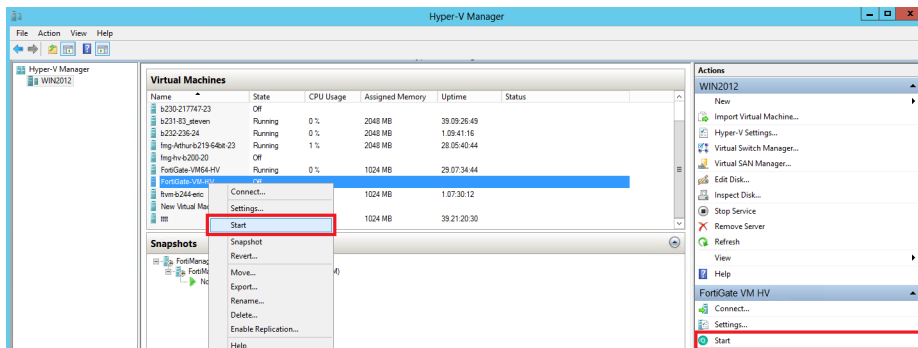 Hyper-V Manager
File Action View Help
Hyper-V Manager
WIN2012
Virtual Machines
Name State CPU Usage Assigned Memory Uptime Status
b230-217747-23 Off
b231-83_steven Running 0 % 2048 MB 39.09:26:49
b232-236-24 Running 0 % 2048 MB 1.09:41:16
fmg-Arthur-b219-64bit-23 Running 1 % 2048 MB 28.05:40:44
fmg-hv-b200-20 Off
FortiGate-VM64-HV Running 0 % 1024 MB 29.07:34:44
FortiGate-VM-HV Off
ftvm-b244-eric 1024 MB 1.07:30:12
New Virtual Mac
tttt 1024 MB 39.21:20:30
Connect...
Settings...
Start
Snapshot
Revert...
Move...
Export...
Rename...
Delete...
Enable Replication...
Help
Snapshots
FortiManag
FortiMa
No
Actions
WIN2012
New
Import Virtual Machine...
Hyper-V Settings...
Virtual Switch Manager...
Virtual SAN Manager...
Edit Disk...
Inspect Disk...
Stop Service
Remove Server
Refresh
View
Help
FortiGate VM HV
Connect...
Settings...
Start